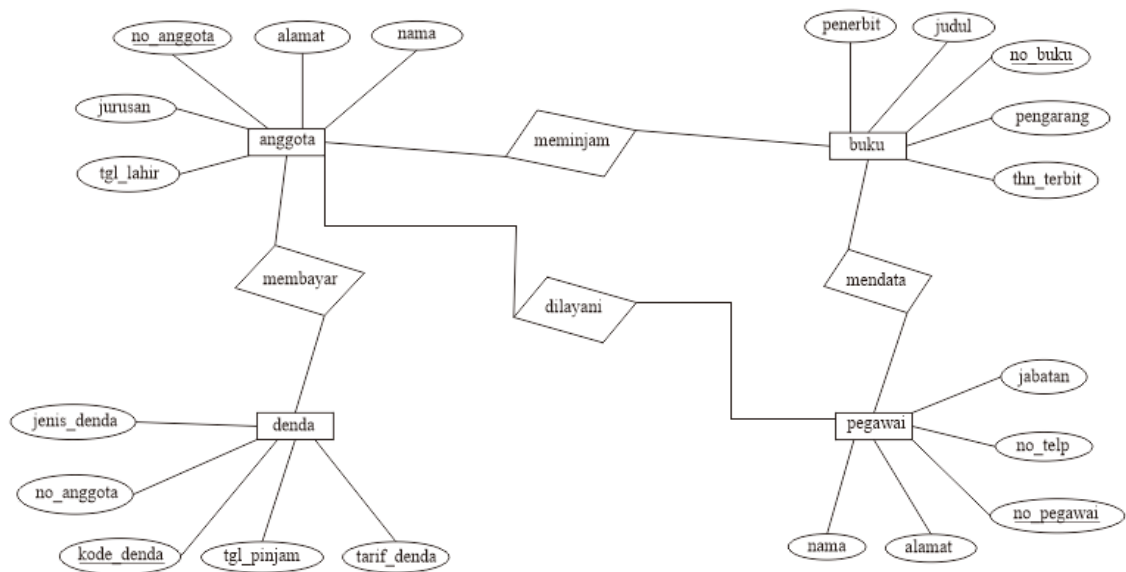 no_anggota
alamat
nama
penerbit
judul
no_buku
jurusan
pengarang
anggota
meminjam
buku
tgl_lahir
thn_terbit
membayar
mendata
dilayani
jabatan
jenis_denda
denda
pegawai
no_telp
no_anggota
no_pegawai
kode_denda
tgl_pinjam
tarif_denda
nama
alamat